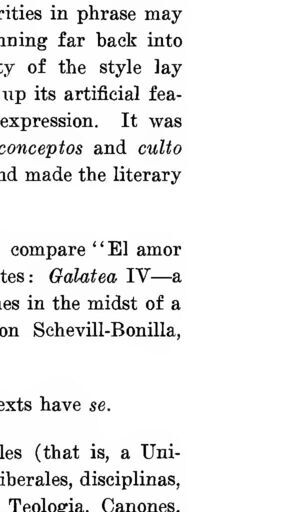 rities in phrase may
nning far back into
ty of the style lay
up its artificial fea-
expression. It was
conceptos and culto
nd made the literary
compare "El amor
tes: Galatea IV—a
es in the midst of a
on Schevill-Bonilla,
exts have se.
les (that is, a Uni-
iberales, disciplinas,
Teologia, Canones,